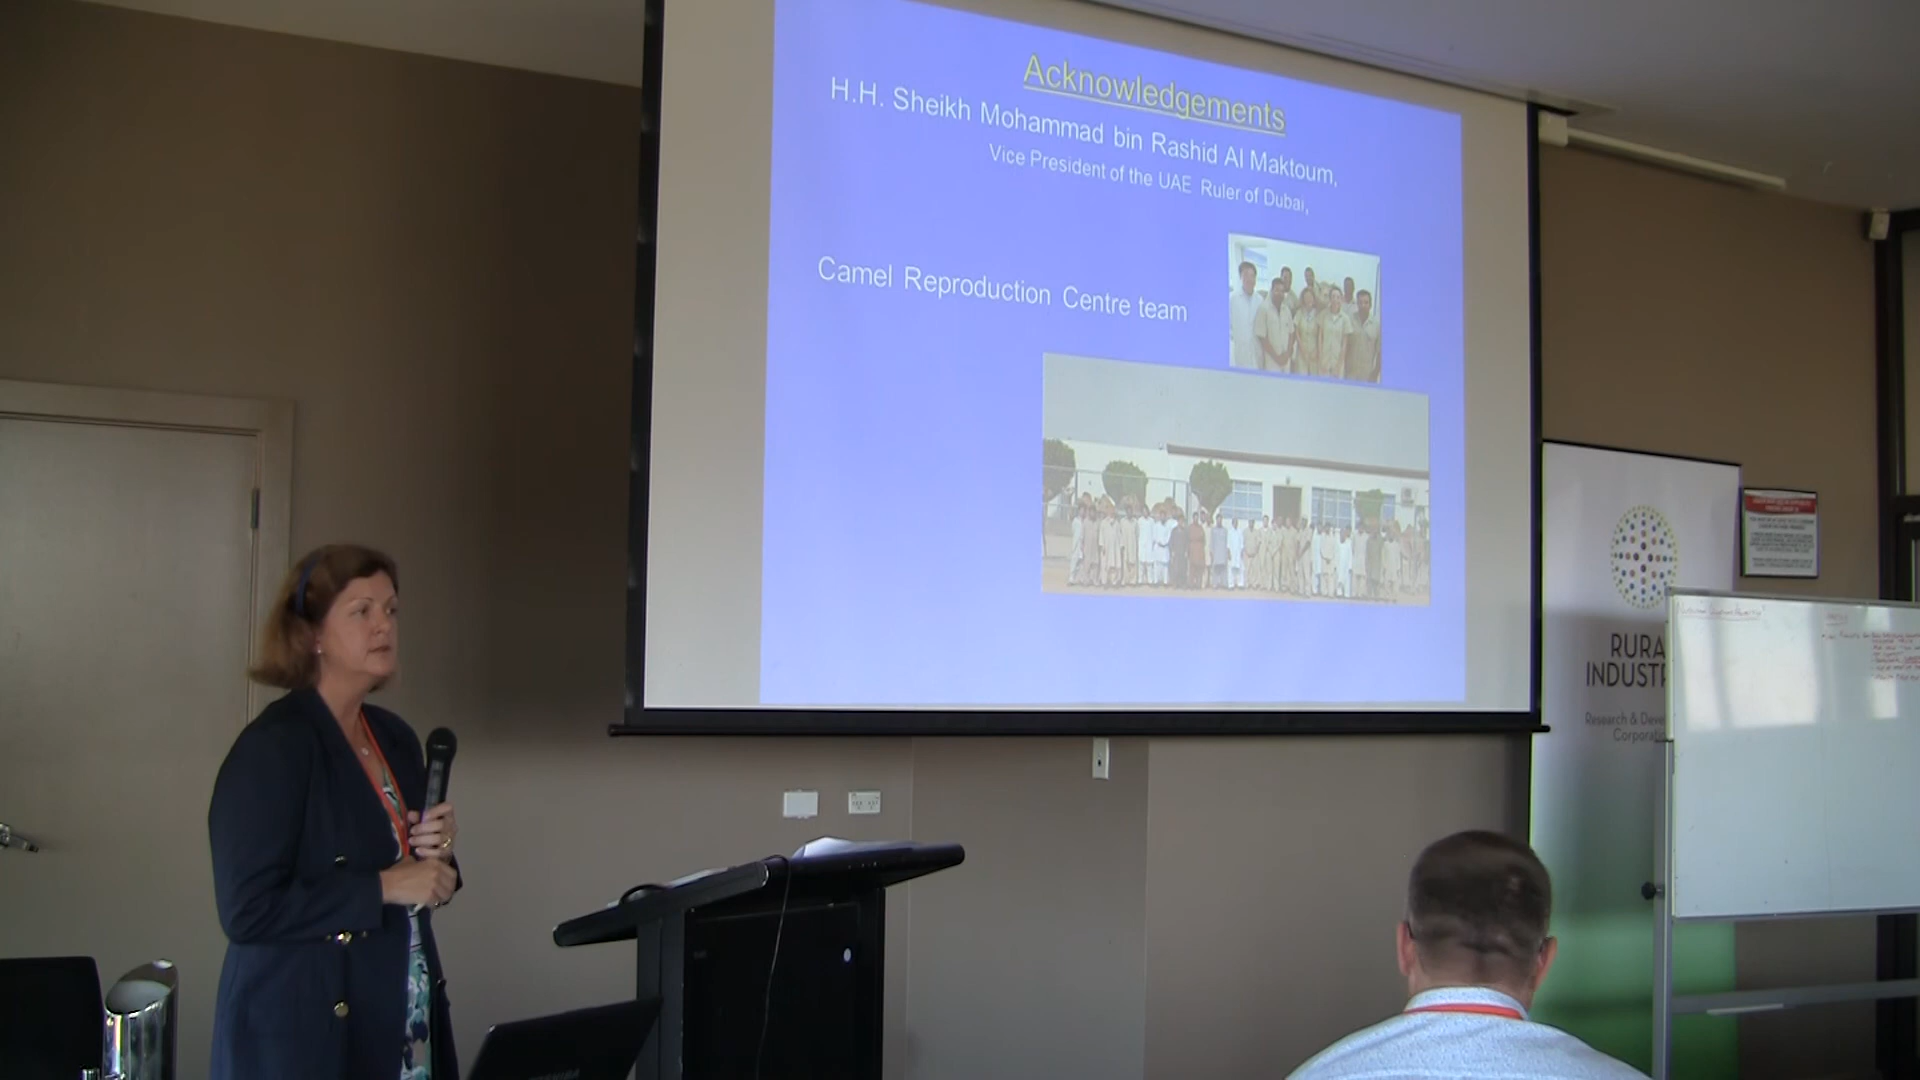 Acknowledgements
H.H. Sheikh Mohammad bin Rashid Al Maktoum,
Vice President of the UAE Ruler of Dubai,
Camel Reproduction Centre team
RURA
INDUSTR
Research & Deve
Corporati